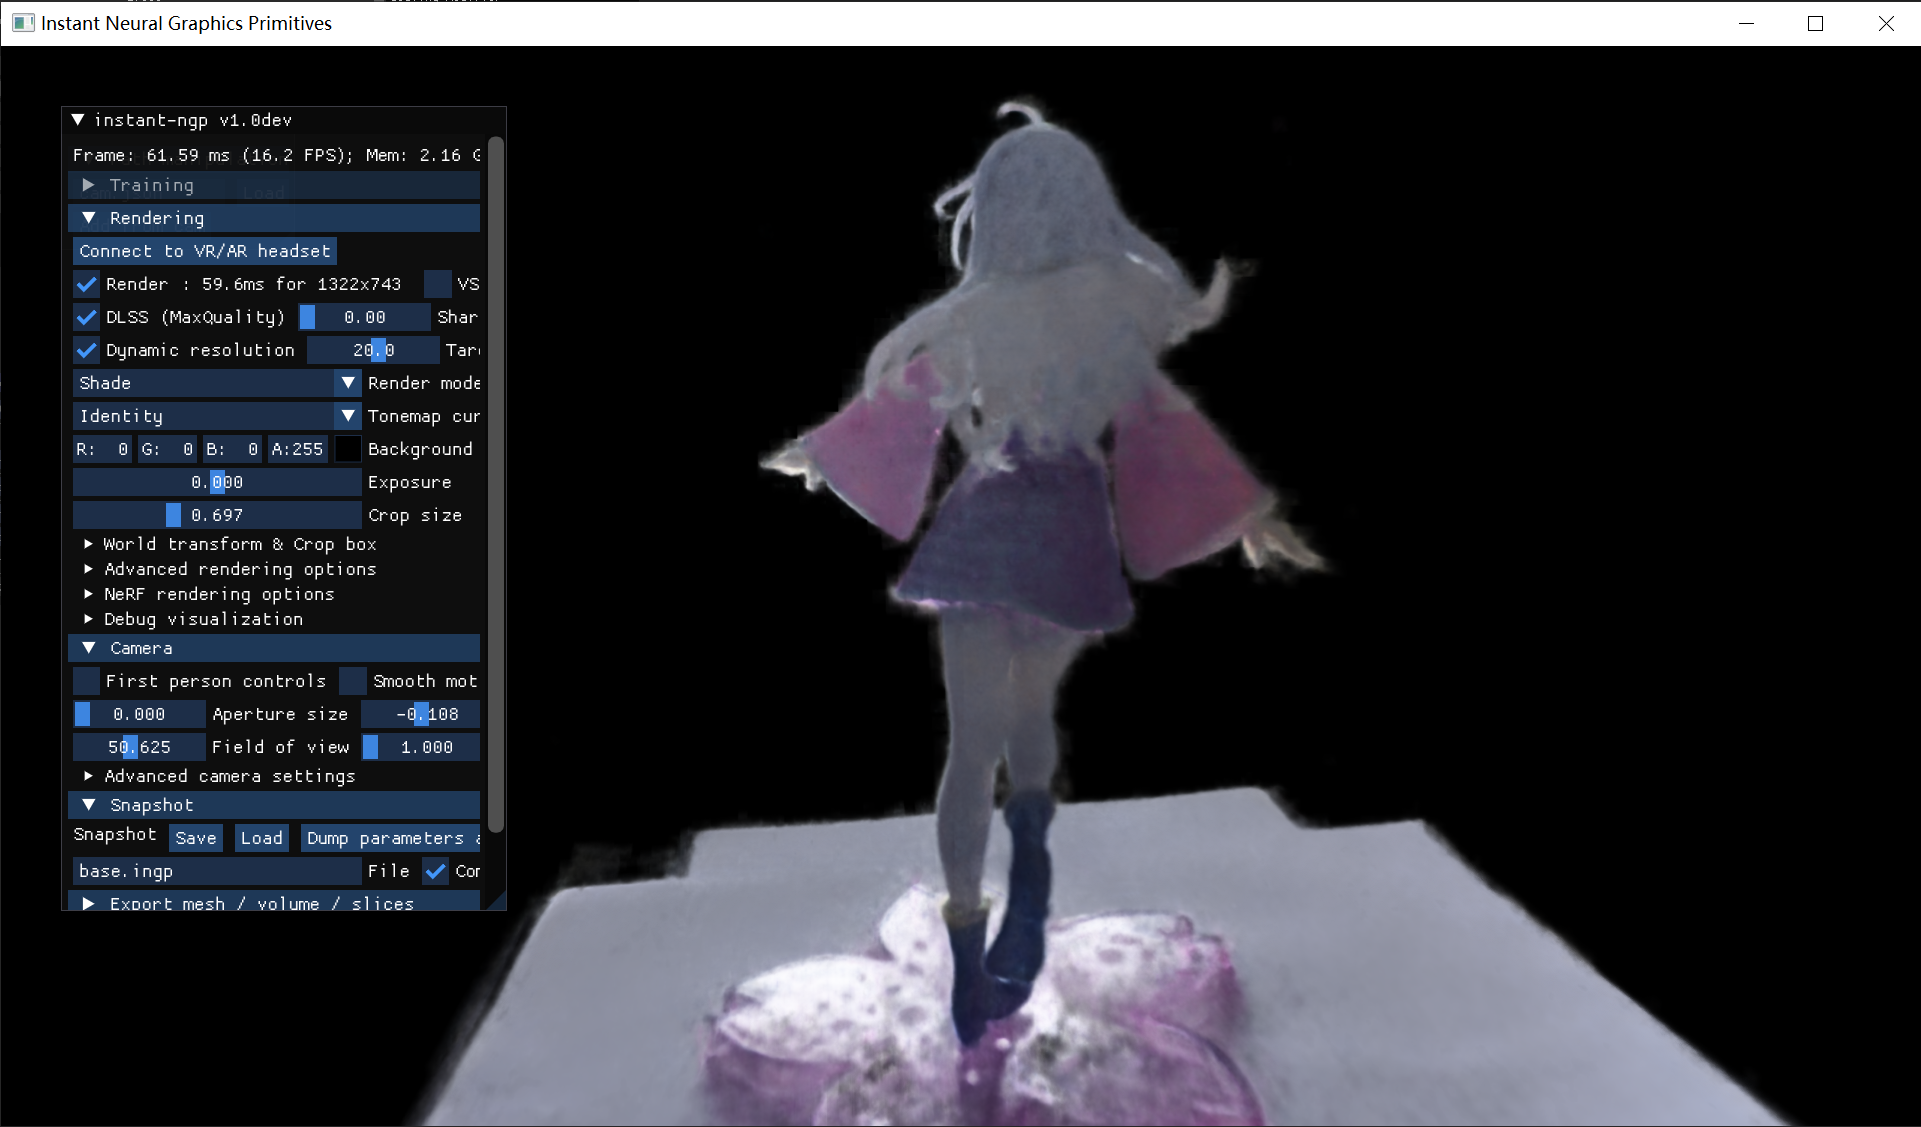 Instant Neural Graphics Primitives
instant-ngp v1.0dev
Frame: 61.59 ms (16.2 FPS); Mem: 2.16 G
Training
Load
Rendering
Connect to VR/AR headset
Render : 59.6ms for 1322x743 VS
DLSS (MaxQuality) 0.00 Shar
Dynamic resolution 20.0 Tar
Shade Render mode
Identity Tonemap cur
R: 0 G: 0 B: 0 A:255 Background
0.000 Exposure
0.697 Crop size
World transform & Crop box
Advanced rendering options
NeRF rendering options
Debug visualization
Camera
First person controls Smooth mot
0.000 Aperture size -0.108
50.625 Field of view 1.000
Advanced camera settings
Snapshot
Snapshot Save Load Dump parameters a
base.ingp File Com
Export mesh / volume / slices